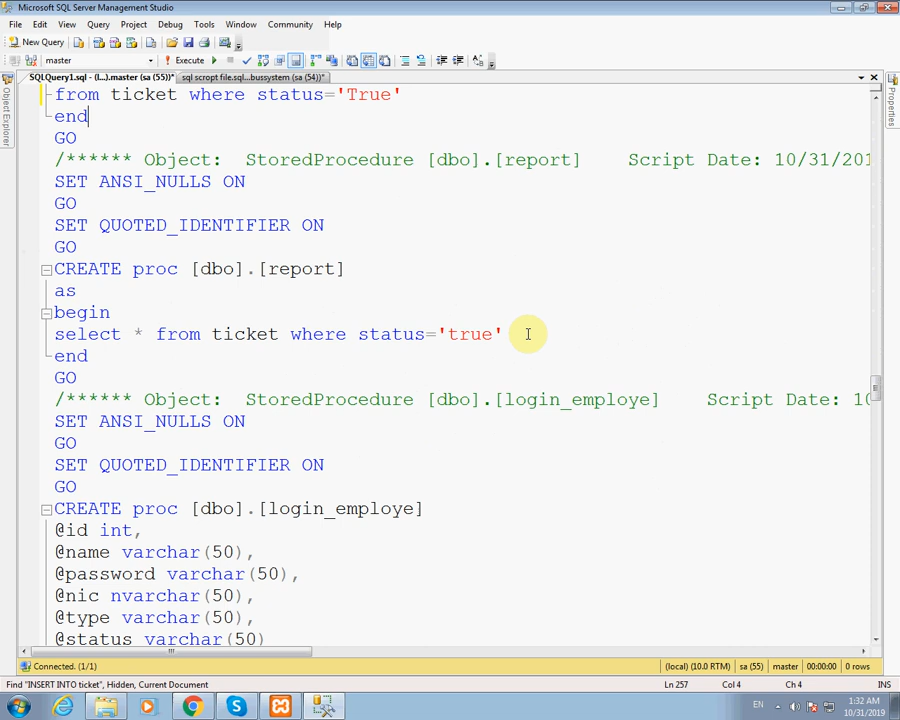 Microsoft SQL Server Management Studio
File Edit View Query Project Debug Tools Window Community Help
New Query
master Execute
SQLQuery1.sql - (l...).master (sa (55))* sql scropt file.sql...bussystem (sa (54))*
Object Explorer
Properties
from ticket where status='True'
end
GO
/****** Object: StoredProcedure [dbo].[report] Script Date: 10/31/201
SET ANSI_NULLS ON
GO
SET QUOTED_IDENTIFIER ON
GO
CREATE proc [dbo].[report]
as
begin
select * from ticket where status='true'
end
GO
/****** Object: StoredProcedure [dbo].[login_employe] Script Date: 10
SET ANSI_NULLS ON
GO
SET QUOTED_IDENTIFIER ON
GO
CREATE proc [dbo].[login_employe]
@id int,
@name varchar(50),
@password varchar(50),
@nic nvarchar(50),
@type varchar(50),
@status varchar(50)
Connected. (1/1) (local) (10.0 RTM) sa (55) master 00:00:00 0 rows
Find "INSERT INTO ticket", Hidden, Current Document Ln 257 Col 4 Ch 4 INS
EN 1:32 AM
10/31/2019